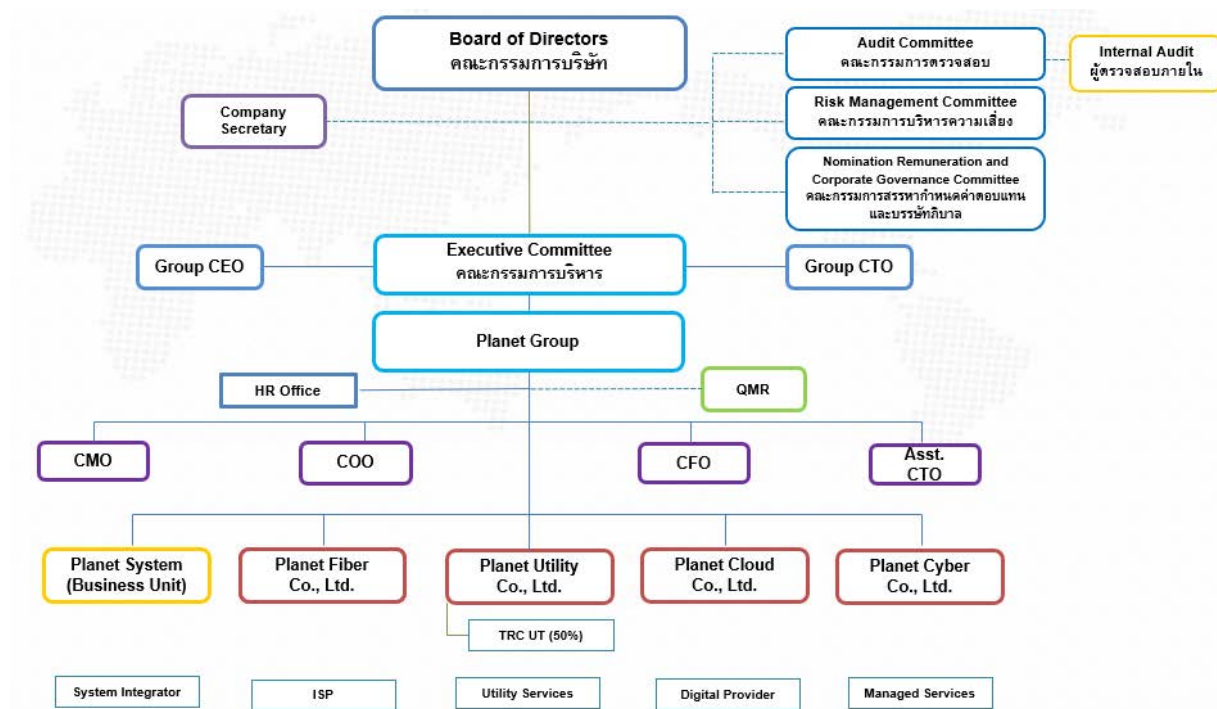 Board of Directors
คณะกรรมการบริษัท
Audit Committee
คณะกรรมการตรวจสอบ
Internal Audit
ผู้ตรวจสอบภายใน
Company
Secretary
Risk Management Committee
คณะกรรมการบริหารความเสี่ยง
Nomination Remuneration and
Corporate Governance Committee
คณะกรรมการสรรหากำหนดค่าตอบแทน
และบรรษัทภิบาล
Group CEO
Executive Committee
คณะกรรมการบริหาร
Group CTO
Planet Group
HR Office
QMR
CMO
COO
CFO
Asst.
CTO
Planet System
(Business Unit)
Planet Fiber
Co., Ltd.
Planet Utility
Co., Ltd.
Planet Cloud
Co., Ltd.
Planet Cyber
Co., Ltd.
TRC UT (50%)
System Integrator
ISP
Utility Services
Digital Provider
Managed Services